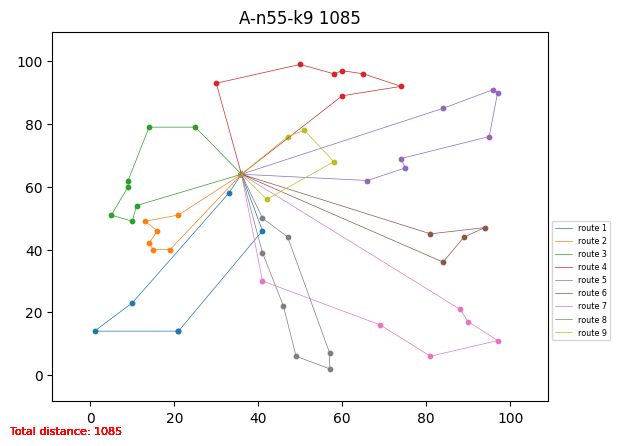 A-n55-k9 1085
100
80
60
40
20
0
0 20 40 60 80 100
route 1
route 2
route 3
route 4
route 5
route 6
route 7
route 8
route 9
Total distance: 1085